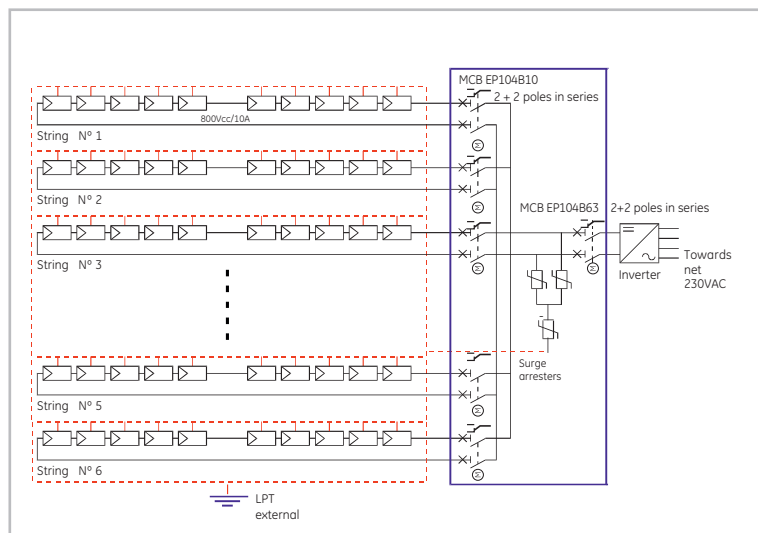 MCB EP104B10
2 + 2 poles in series
800Vcc/10A
String Nº 1
M
String Nº 2
M
MCB EP104B63 2+2 poles in series
String Nº 3
M
M
Inverter
Towards
net
230VAC
Surge
arresters
String Nº 5
M
String Nº 6
M
LPT
external